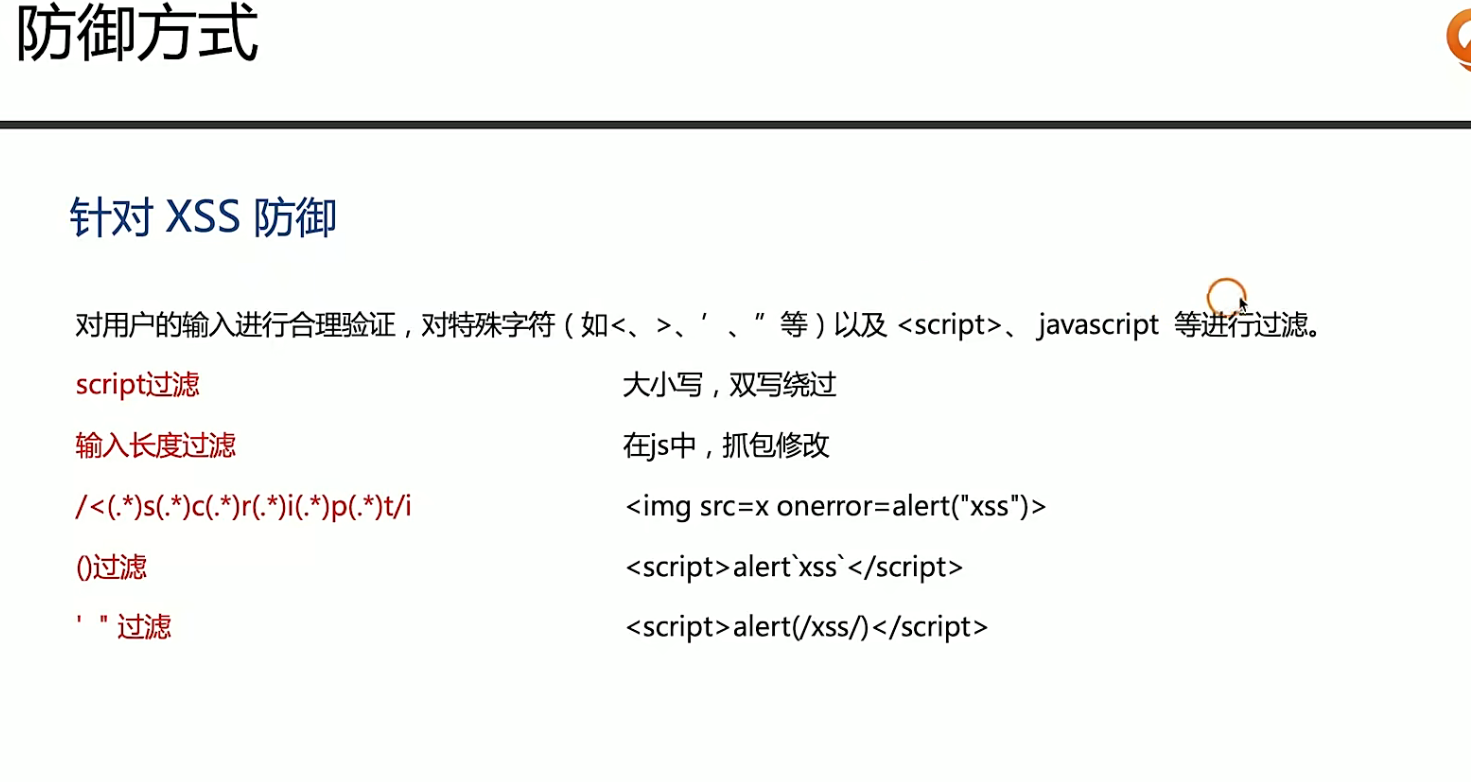 防御方式
针对 XSS 防御
对用户的输入进行合理验证，对特殊字符（如<、>、’、”等）以及 <script>、 javascript 等进行过滤。
script过滤 大小写，双写绕过
输入长度过滤 在js中，抓包修改
/<(.*)s(.*)c(.*)r(.*)i(.*)p(.*)t/i <img src=x onerror=alert("xss")>
()过滤 <script>alert`xss`</script>
' " 过滤 <script>alert(/xss/)</script>